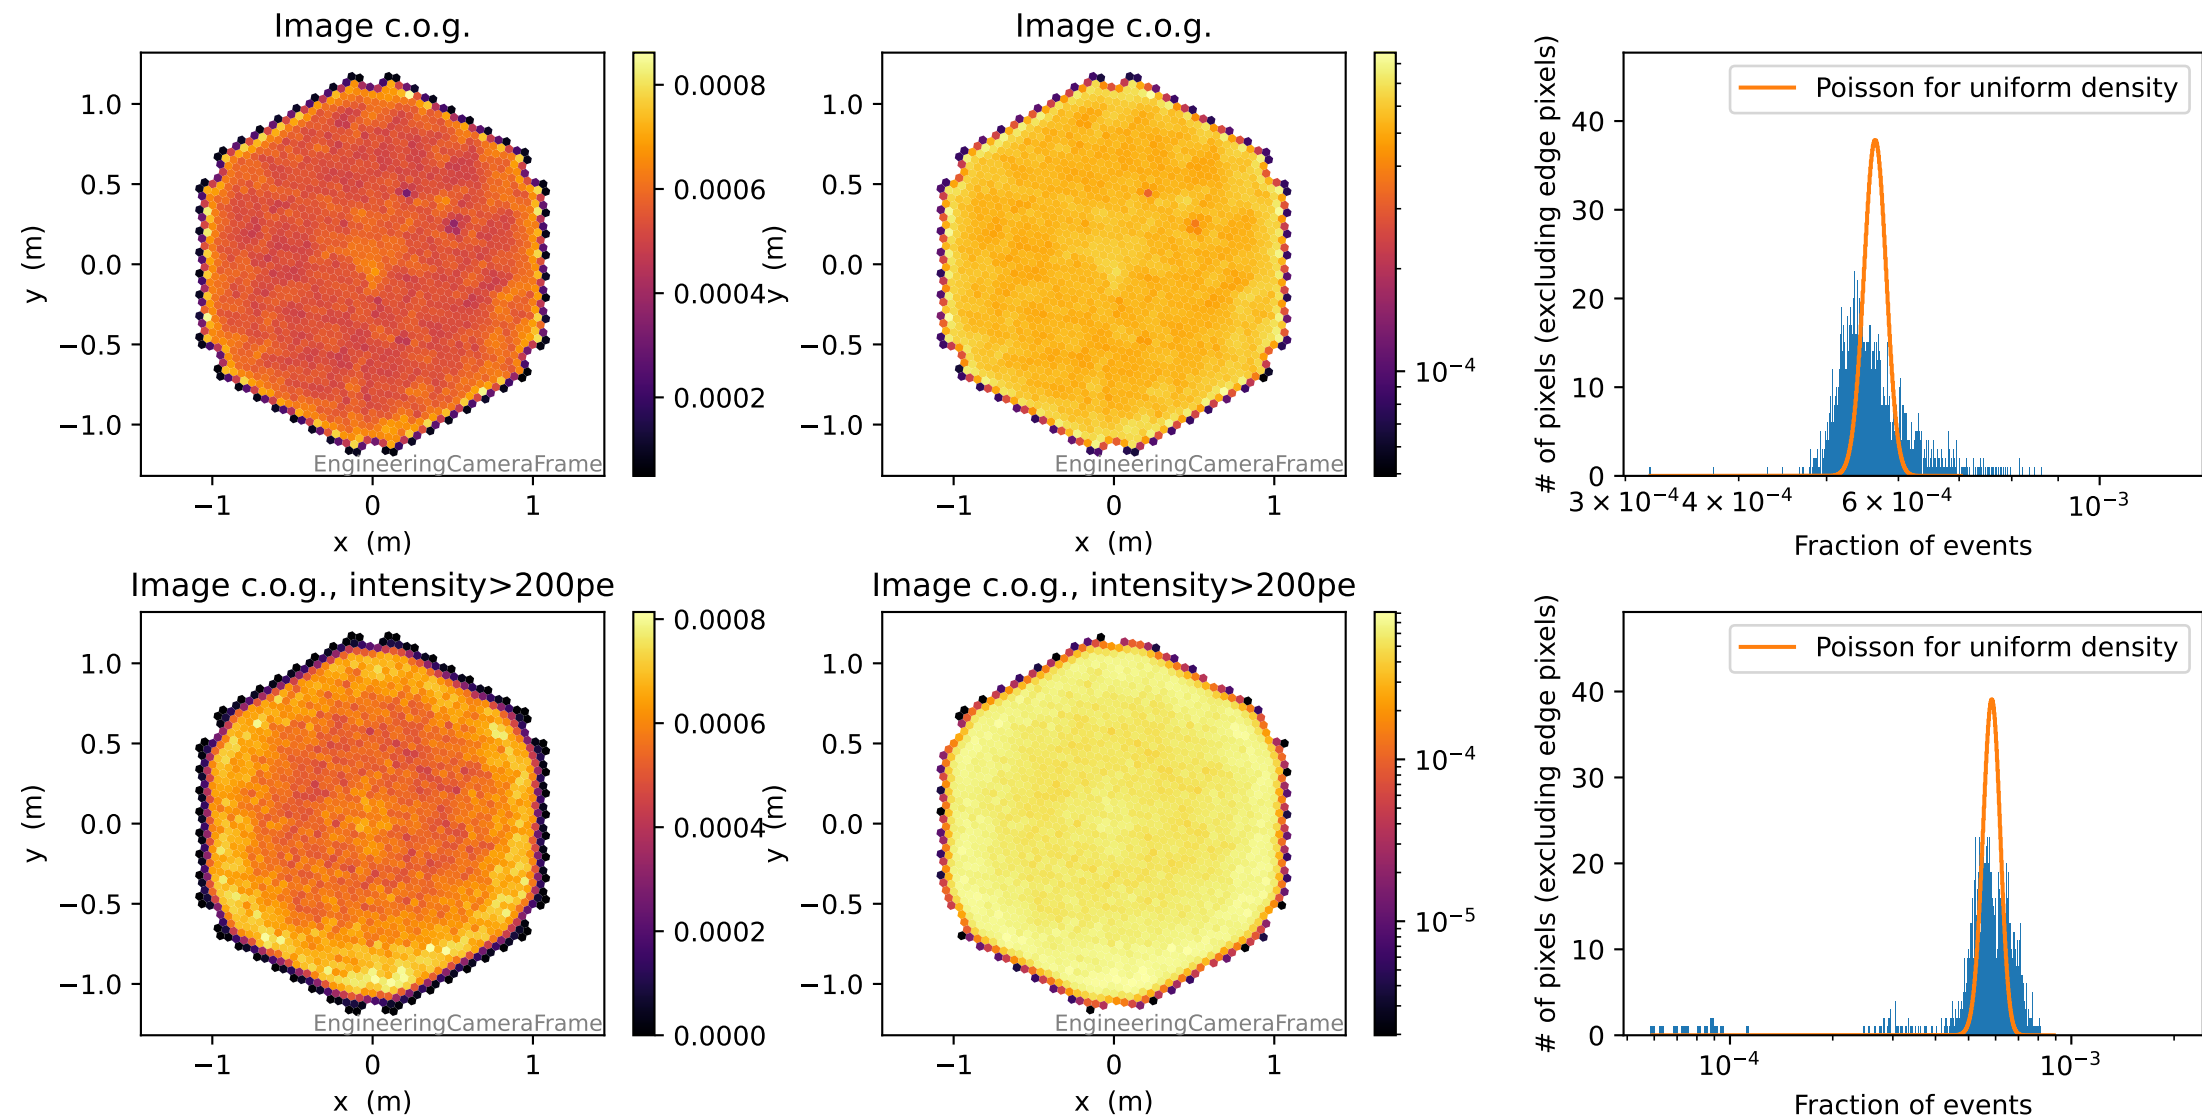 Image c.o.g.
1.0
0.5
0.0
−0.5
−1.0
y (m)
−1 0 1
x (m)
EngineeringCameraFrame
0.0008
0.0006
0.0004
0.0002
Image c.o.g.
1.0
0.5
0.0
−0.5
−1.0
y (m)
−1 0 1
x (m)
EngineeringCameraFrame
10⁻⁴
Poisson for uniform density
# of pixels (excluding edge pixels)
40
30
20
10
0
3 × 10⁻⁴ 4 × 10⁻⁴ 6 × 10⁻⁴ 10⁻³
Fraction of events
Image c.o.g., intensity>200pe
1.0
0.5
0.0
−0.5
−1.0
y (m)
−1 0 1
x (m)
EngineeringCameraFrame
0.0008
0.0006
0.0004
0.0002
0.0000
Image c.o.g., intensity>200pe
1.0
0.5
0.0
−0.5
−1.0
y (m)
−1 0 1
x (m)
EngineeringCameraFrame
10⁻⁴
10⁻⁵
Poisson for uniform density
# of pixels (excluding edge pixels)
40
30
20
10
0
10⁻⁴ 10⁻³
Fraction of events